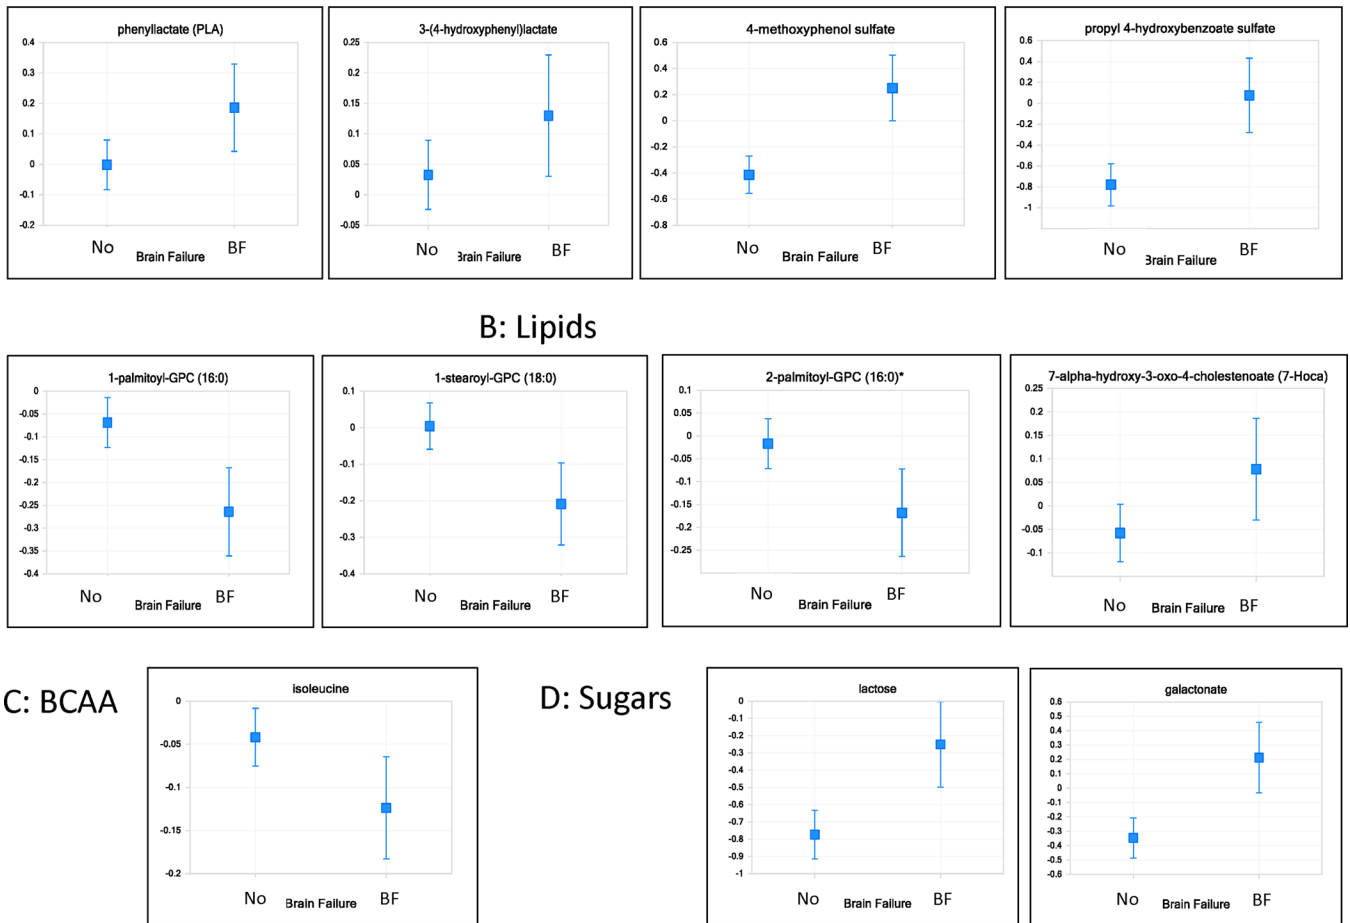 phenyllactate (PLA)
0.4
0.3
0.2
0.1
0
-0.1
-0.2
No
BF
Brain Failure
3-(4-hydroxyphenyl)lactate
0.25
0.2
0.15
0.1
0.05
0
0.05
No
BF
Brain Failure
4-methoxyphenol sulfate
0.6
0.4
0.2
0
-0.2
-0.4
-0.6
-0.8
No
BF
Brain Failure
propyl 4-hydroxybenzoate sulfate
0.6
0.4
0.2
0
-0.2
-0.4
-0.6
-0.8
-1
No
BF
Brain Failure
B: Lipids
1-palmitoyl-GPC (16:0)
0
-0.05
-0.1
-0.15
-0.2
-0.25
-0.3
-0.35
-0.4
No
BF
Brain Failure
1-stearoyl-GPC (18:0)
0.1
0
-0.1
-0.2
-0.3
-0.4
No
BF
Brain Failure
2-palmitoyl-GPC (16:0)*
0.1
0.05
0
-0.05
-0.1
-0.15
-0.2
-0.25
No
BF
Brain Failure
7-alpha-hydroxy-3-oxo-4-cholestenoate (7-Hoca)
0.25
0.2
0.15
0.1
0.05
0
-0.05
-0.1
No
BF
Brain Failure
C: BCAA
isoleucine
0
-0.05
-0.1
-0.15
-0.2
No
BF
Brain Failure
D: Sugars
lactose
0
-0.1
-0.2
-0.3
-0.4
-0.5
-0.6
-0.7
-0.8
-0.9
-1
No
BF
Brain Failure
galactonate
0.6
0.5
0.4
0.3
0.2
0.1
0
-0.1
-0.2
-0.3
-0.4
-0.5
-0.6
No
BF
Brain Failure